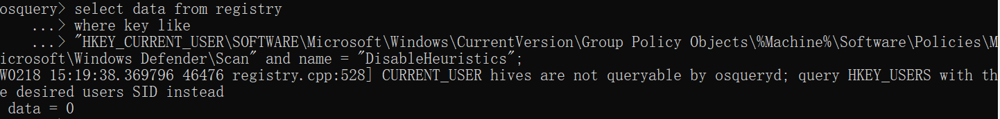 osquery> select data from registry
    ...> where key like
    ...> "HKEY_CURRENT_USER\SOFTWARE\Microsoft\Windows\CurrentVersion\Group Policy Objects\%Machine%\Software\Policies\M
icrosoft\Windows Defender\Scan" and name = "DisableHeuristics";
W0218 15:19:38.369796 46476 registry.cpp:528] CURRENT_USER hives are not queryable by osqueryd; query HKEY_USERS with th
e desired users SID instead
 data = 0